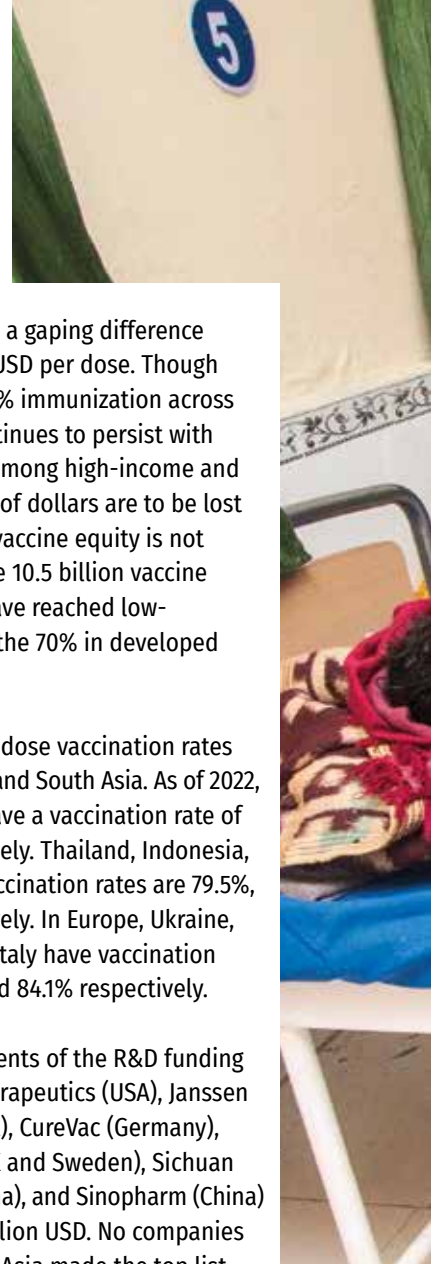 5
a gaping difference
USD per dose. Though
% immunization across
tinues to persist with
among high-income and
of dollars are to be lost
vaccine equity is not
e 10.5 billion vaccine
ave reached low-
the 70% in developed
dose vaccination rates
and South Asia. As of 2022,
ave a vaccination rate of
ely. Thailand, Indonesia,
ccination rates are 79.5%,
ely. In Europe, Ukraine,
taly have vaccination
d 84.1% respectively.
ents of the R&D funding
rapeutics (USA), Janssen
), CureVac (Germany),
and Sweden), Sichuan
a), and Sinopharm (China)
lion USD. No companies
Asia made the top list